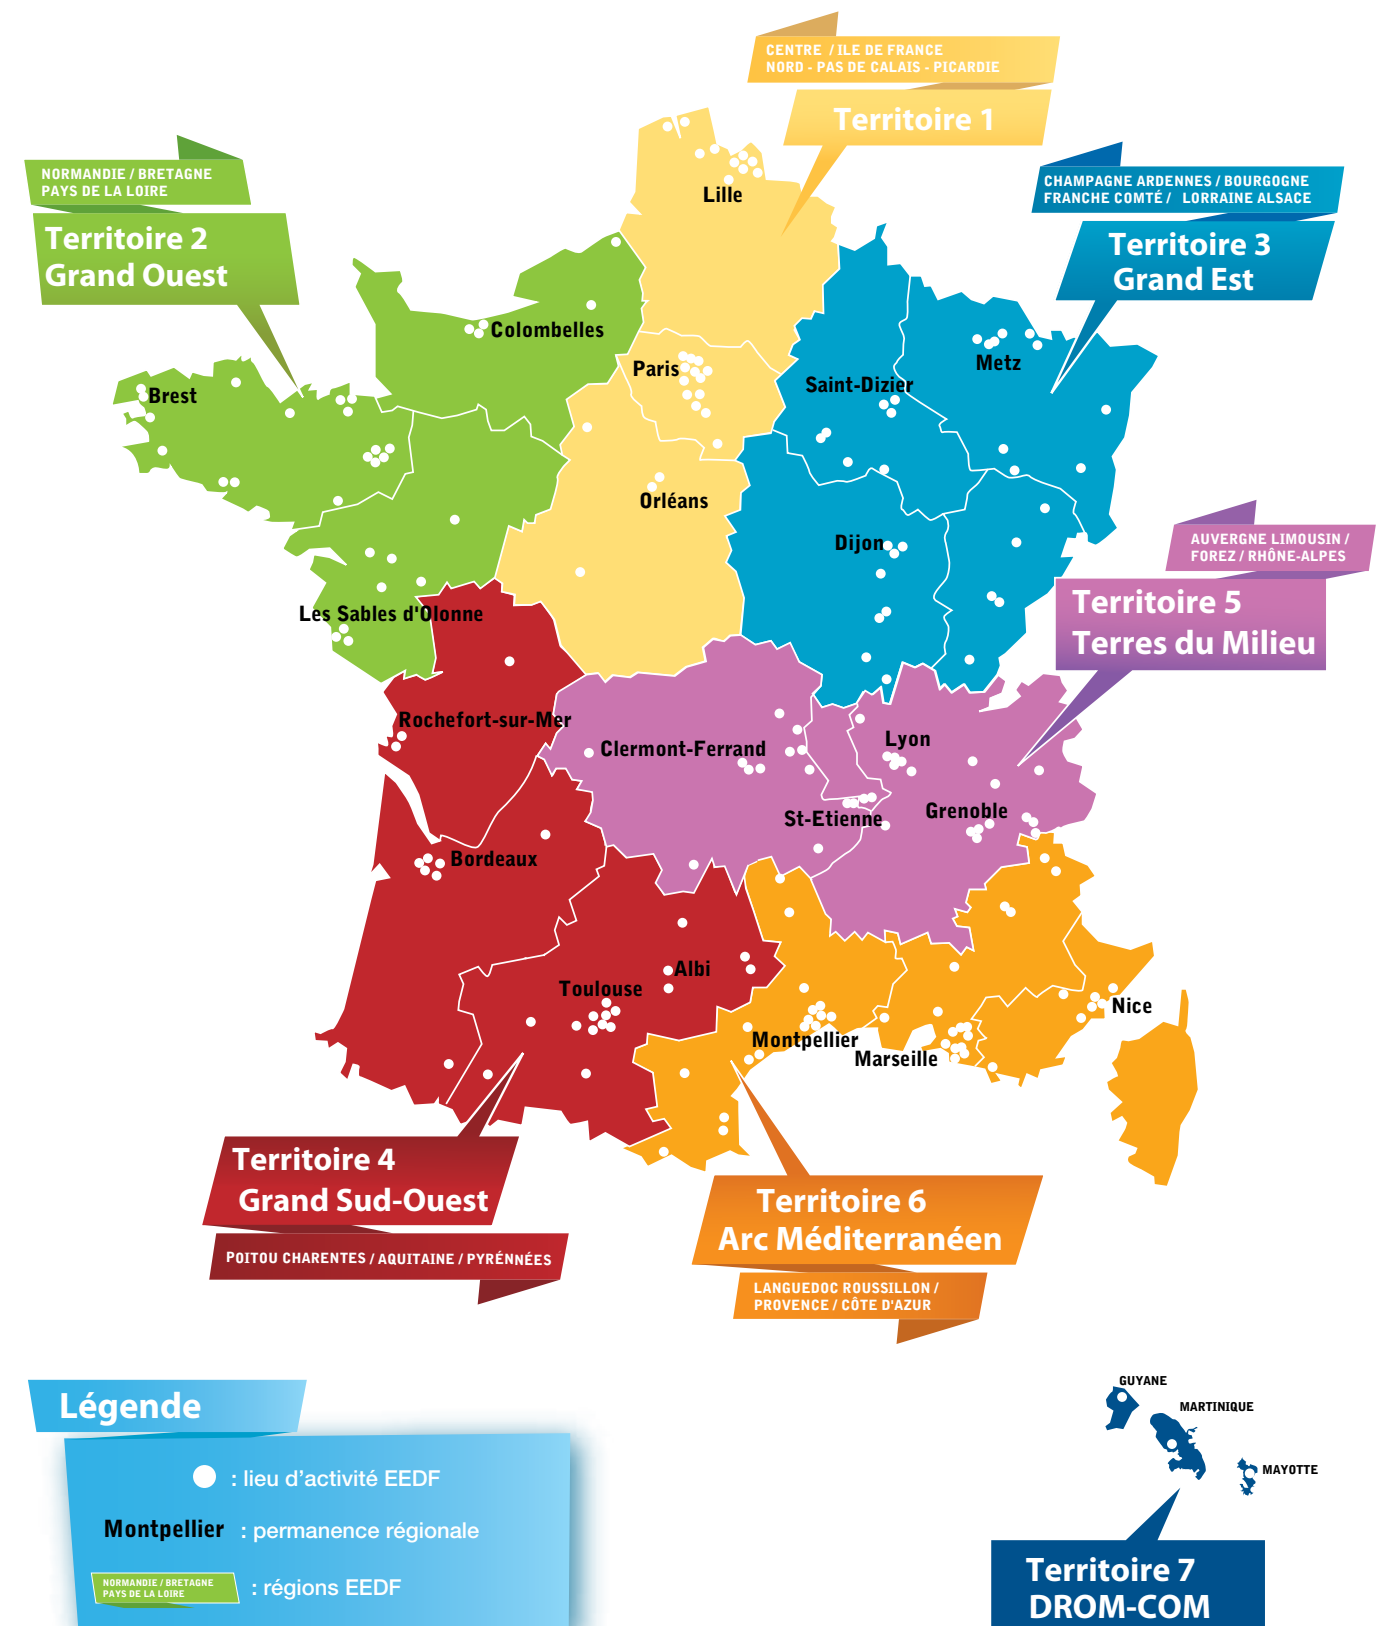 CENTRE / ILE DE FRANCE
NORD - PAS DE CALAIS - PICARDIE
Territoire 1
NORMANDIE / BRETAGNE
PAYS DE LA LOIRE
Territoire 2
Grand Ouest
CHAMPAGNE ARDENNES / BOURGOGNE
FRANCHE COMTÉ / LORRAINE ALSACE
Territoire 3
Grand Est
Lille
Colombelles
Brest
Paris
Saint-Dizier
Metz
Orléans
Dijon
AUVERGNE LIMOUSIN /
FOREZ / RHÔNE-ALPES
Territoire 5
Terres du Milieu
Les Sables d'Olonne
Rochefort-sur-Mer
Clermont-Ferrand
Lyon
St-Etienne
Grenoble
Bordeaux
Albi
Toulouse
Montpellier
Marseille
Nice
Territoire 4
Grand Sud-Ouest
POITOU CHARENTES / AQUITAINE / PYRÉNNÉES
Territoire 6
Arc Méditerranéen
LANGUEDOC ROUSSILLON /
PROVENCE / CÔTE D'AZUR
Légende
: lieu d'activité EEDF
Montpellier : permanence régionale
NORMANDIE / BRETAGNE
PAYS DE LA LOIRE
: régions EEDF
GUYANE
MARTINIQUE
MAYOTTE
Territoire 7
DROM-COM